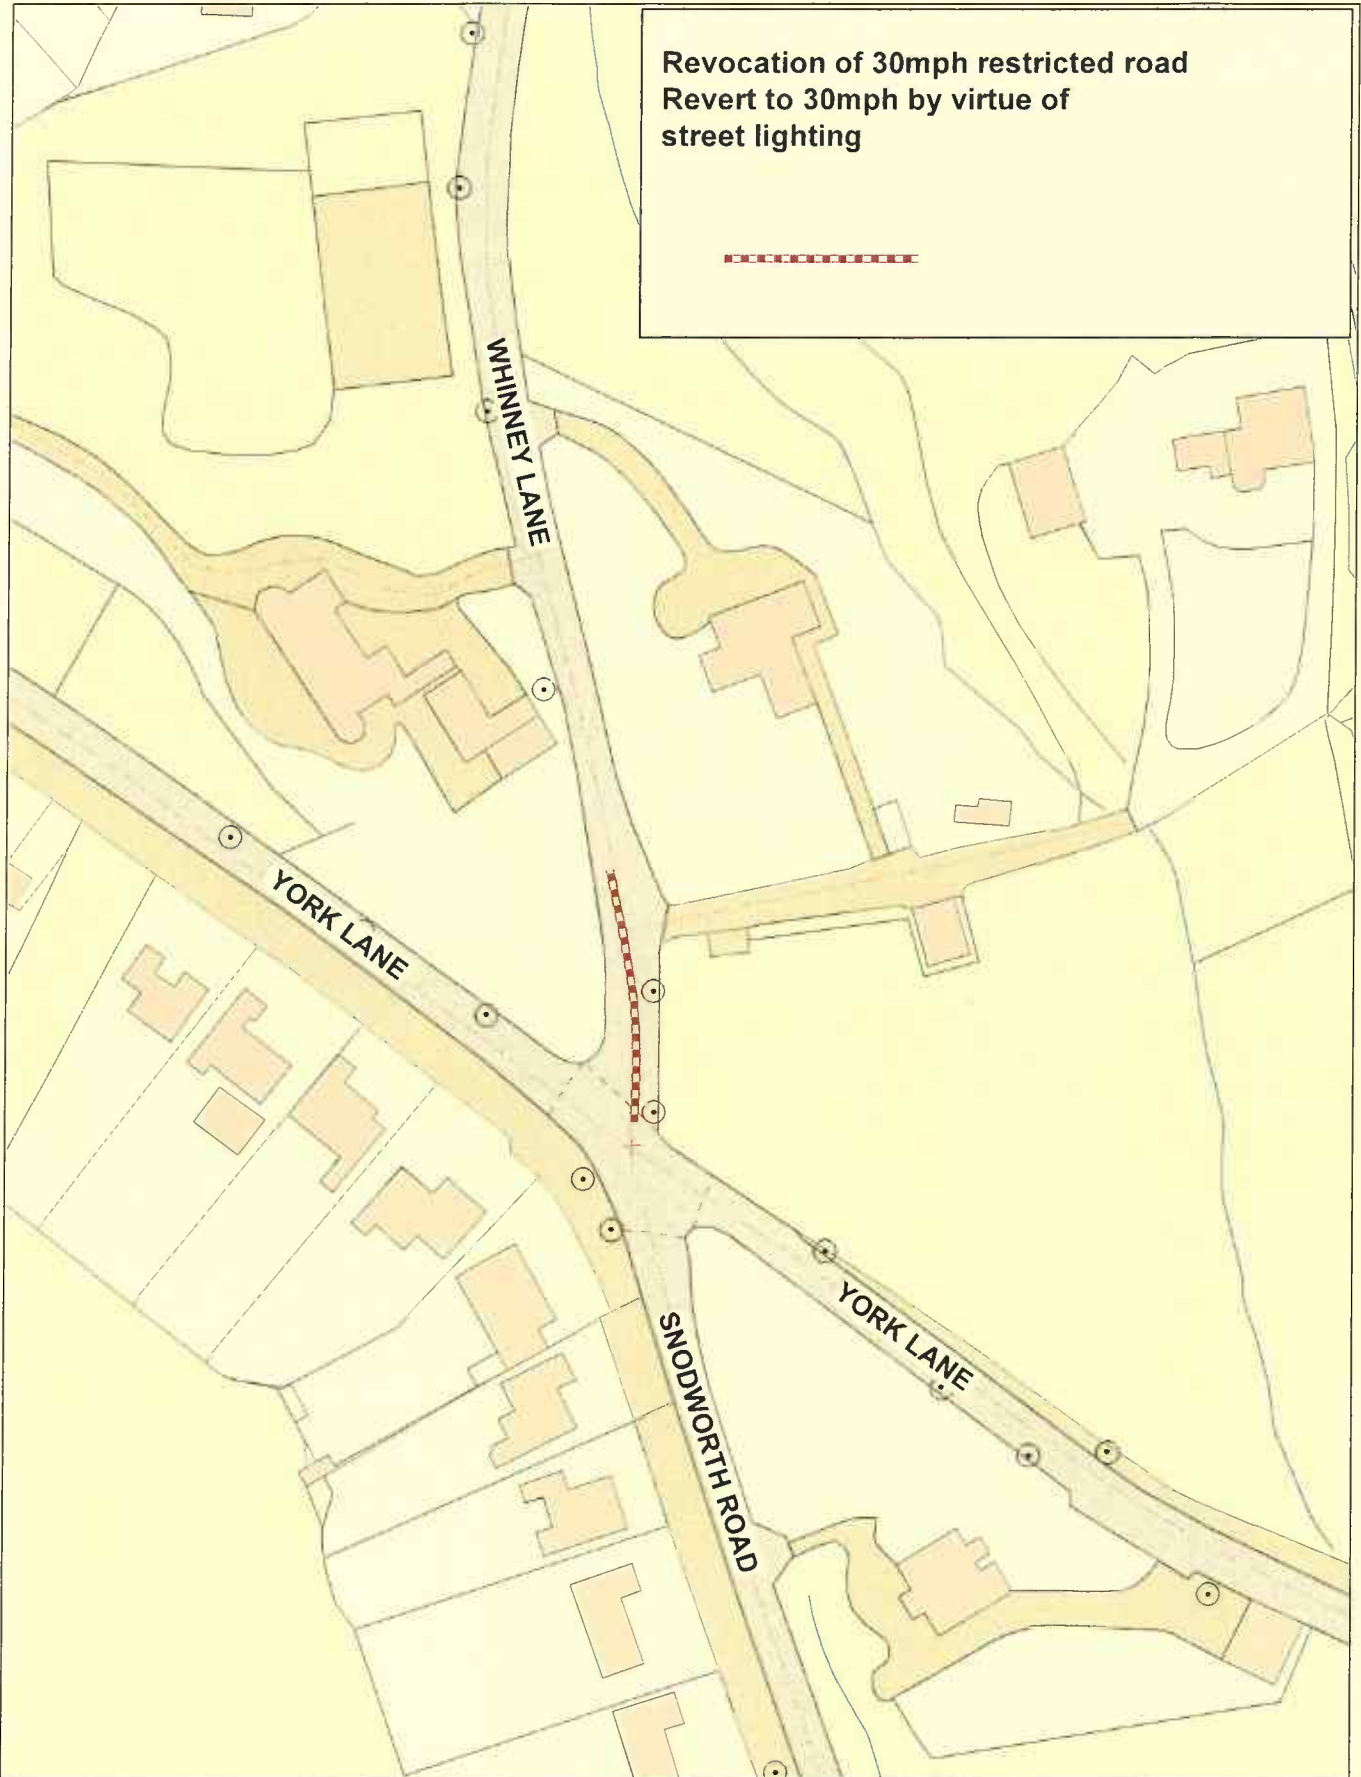 Revocation of 30mph restricted road
Revert to 30mph by virtue of
street lighting
WHINNEY LANE
YORK LANE
YORK LANE
SNODWORTH ROAD